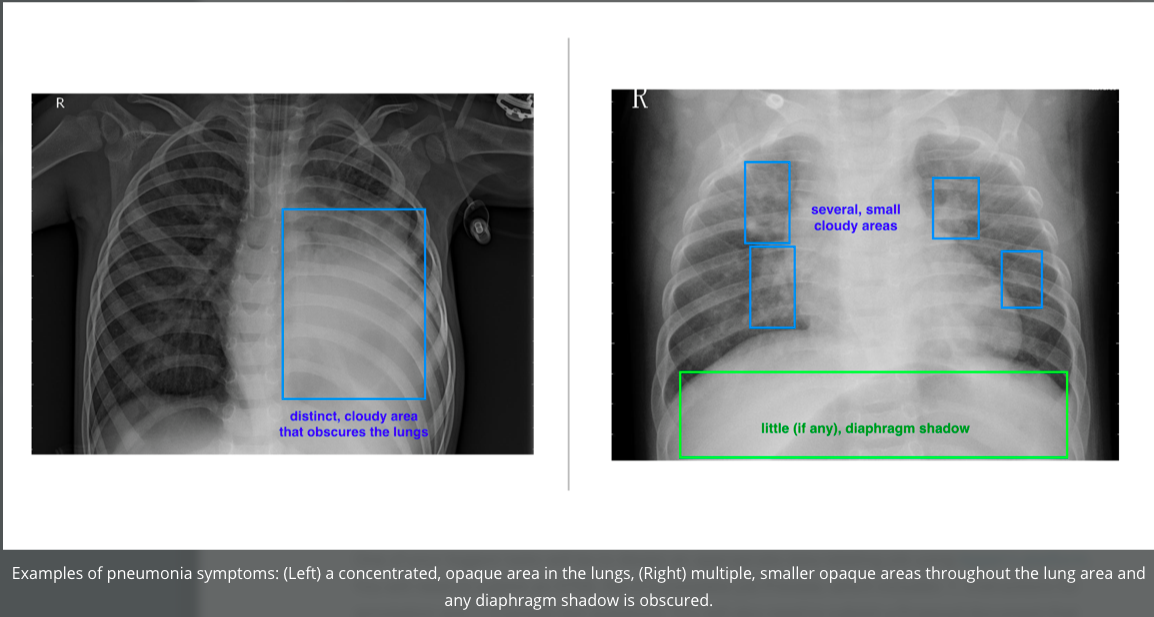 R
distinct, cloudy area
that obscures the lungs
R
several, small
cloudy areas
little (if any), diaphragm shadow
Examples of pneumonia symptoms: (Left) a concentrated, opaque area in the lungs, (Right) multiple, smaller opaque areas throughout the lung area and
any diaphragm shadow is obscured.